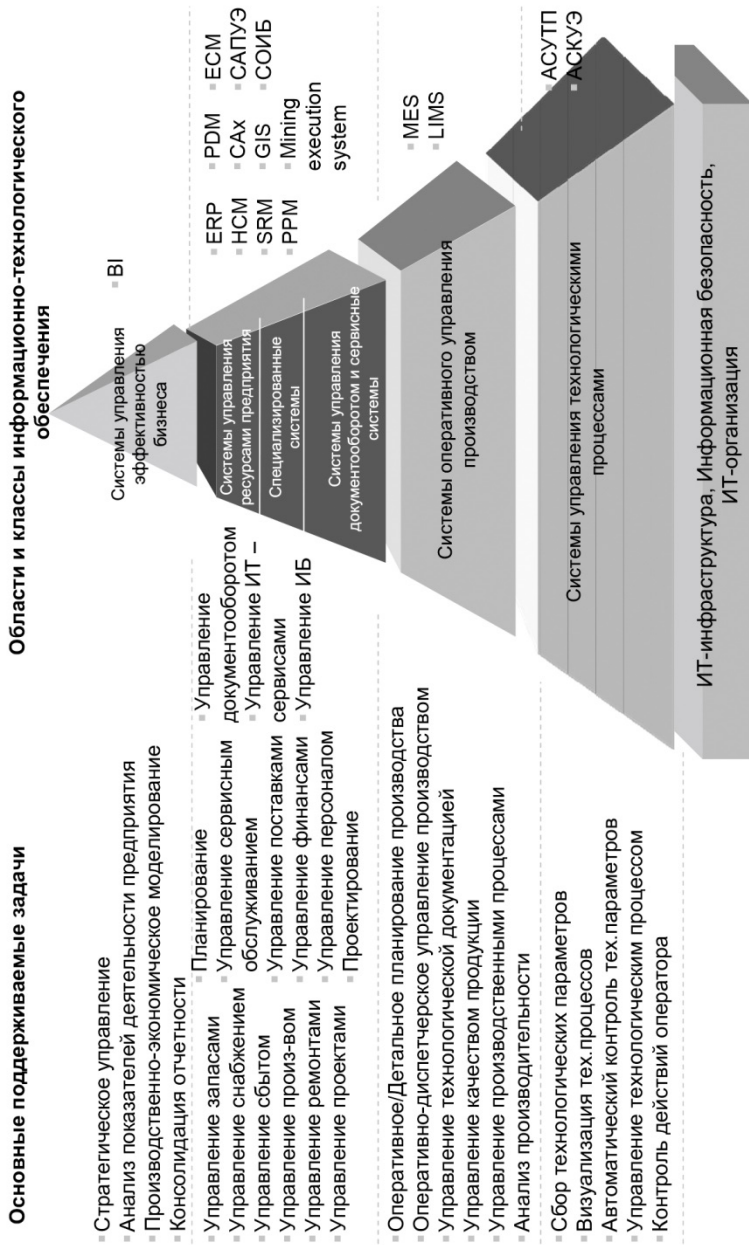 Основные поддерживаемые задачи
Области и классы информационно-технологического
обеспечения
Стратегическое управление
Анализ показателей деятельности предприятия
Производственно-экономическое моделирование
Консолидация отчетности
Системы управления
эффективностью
бизнеса
BI
Управление запасами
Управление снабжением
Управление сбытом
Управление произ-вом
Управление ремонтами
Управление проектами
Планирование
Управление сервисным
обслуживанием
Управление поставками
Управление финансами
Управление персоналом
Проектирование
Управление
документооборотом
Управление ИТ –
сервисами
Управление ИБ
Системы управления
ресурсами предприятия
Специализированные
системы
Системы управления
документооборотом и сервисные
системы
ERP
HCM
SRM
PPM
PDM
CAx
GIS
Mining
execution
system
ECM
САПУЭ
СОИБ
Оперативное/Детальное планирование производства
Оперативно-диспетчерское управление производством
Управление технологической документацией
Управление качеством продукции
Управление производственными процессами
Анализ производительности
Системы оперативного управления
производством
MES
LIMS
Сбор технологических параметров
Визуализация тех.процессов
Автоматический контроль тех.параметров
Управление технологическим процессом
Контроль действий оператора
Системы управления технологическими
процессами
АСУТП
АСКУЭ
ИТ-инфраструктура, Информационная безопасность,
ИТ-организация